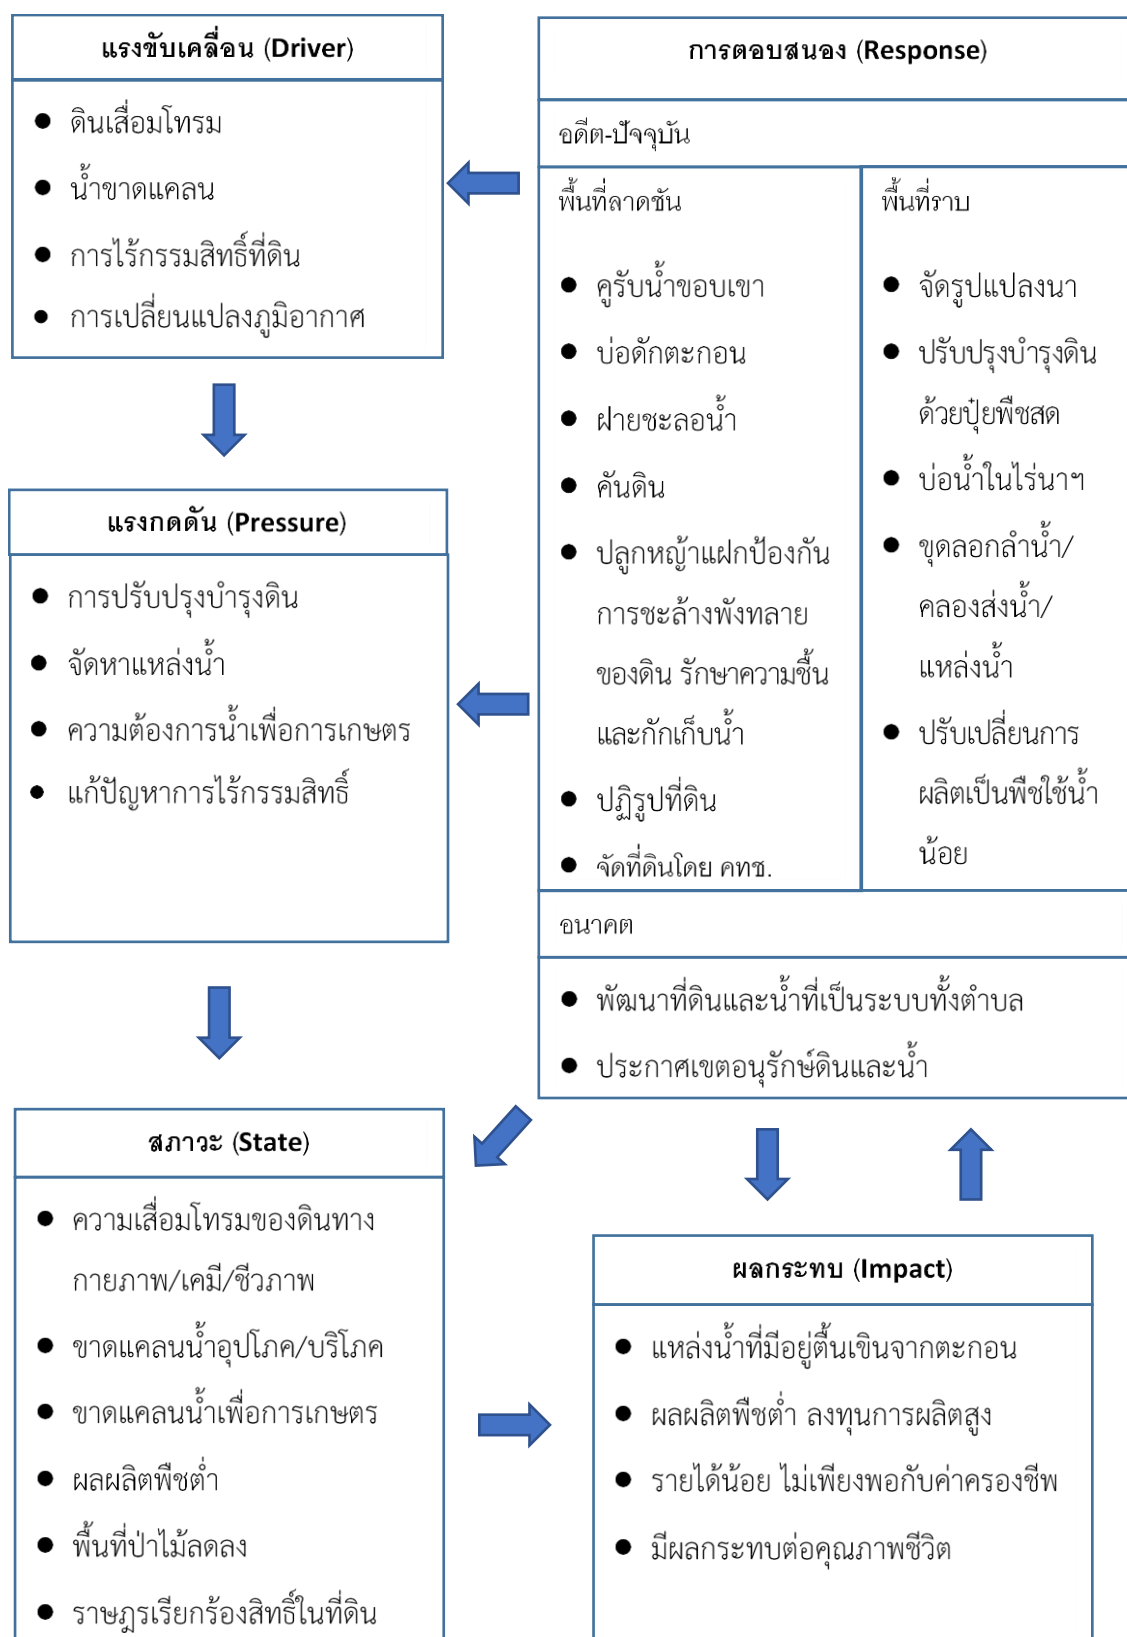 แรงขับเคลื่อน (Driver)
ดินเสื่อมโทรม
น้ำขาดแคลน
การไร้กรรมสิทธิ์ที่ดิน
การเปลี่ยนแปลงภูมิอากาศ
แรงกดดัน (Pressure)
การปรับปรุงบำรุงดิน
จัดหาแหล่งน้ำ
ความต้องการน้ำเพื่อการเกษตร
แก้ปัญหาการไร้กรรมสิทธิ์
สภาวะ (State)
ความเสื่อมโทรมของดินทาง
กายภาพ/เคมี/ชีวภาพ
ขาดแคลนน้ำอุปโภค/บริโภค
ขาดแคลนน้ำเพื่อการเกษตร
ผลผลิตพืชต่ำ
พื้นที่ป่าไม้ลดลง
ราษฎรเรียกร้องสิทธิ์ในที่ดิน
การตอบสนอง (Response)
อดีต-ปัจจุบัน
พื้นที่ลาดชัน
คูรับน้ำขอบเขา
บ่อดักตะกอน
ฝายชะลอน้ำ
คันดิน
ปลูกหญ้าแฝกป้องกัน
การชะล้างพังทลาย
ของดิน รักษาความชื้น
และกักเก็บน้ำ
ปฏิรูปที่ดิน
จัดที่ดินโดย คทช.
พื้นที่ราบ
จัดรูปแปลงนา
ปรับปรุงบำรุงดิน
ด้วยปุ๋ยพืชสด
บ่อน้ำในไร่นาฯ
ขุดลอกลำน้ำ/
คลองส่งน้ำ/
แหล่งน้ำ
ปรับเปลี่ยนการ
ผลิตเป็นพืชใช้น้ำ
น้อย
อนาคต
พัฒนาที่ดินและน้ำที่เป็นระบบทั้งตำบล
ประกาศเขตอนุรักษ์ดินและน้ำ
ผลกระทบ (Impact)
แหล่งน้ำที่มีอยู่ตื้นเขินจากตะกอน
ผลผลิตพืชต่ำ ลงทุนการผลิตสูง
รายได้น้อย ไม่เพียงพอกับค่าครองชีพ
มีผลกระทบต่อคุณภาพชีวิต